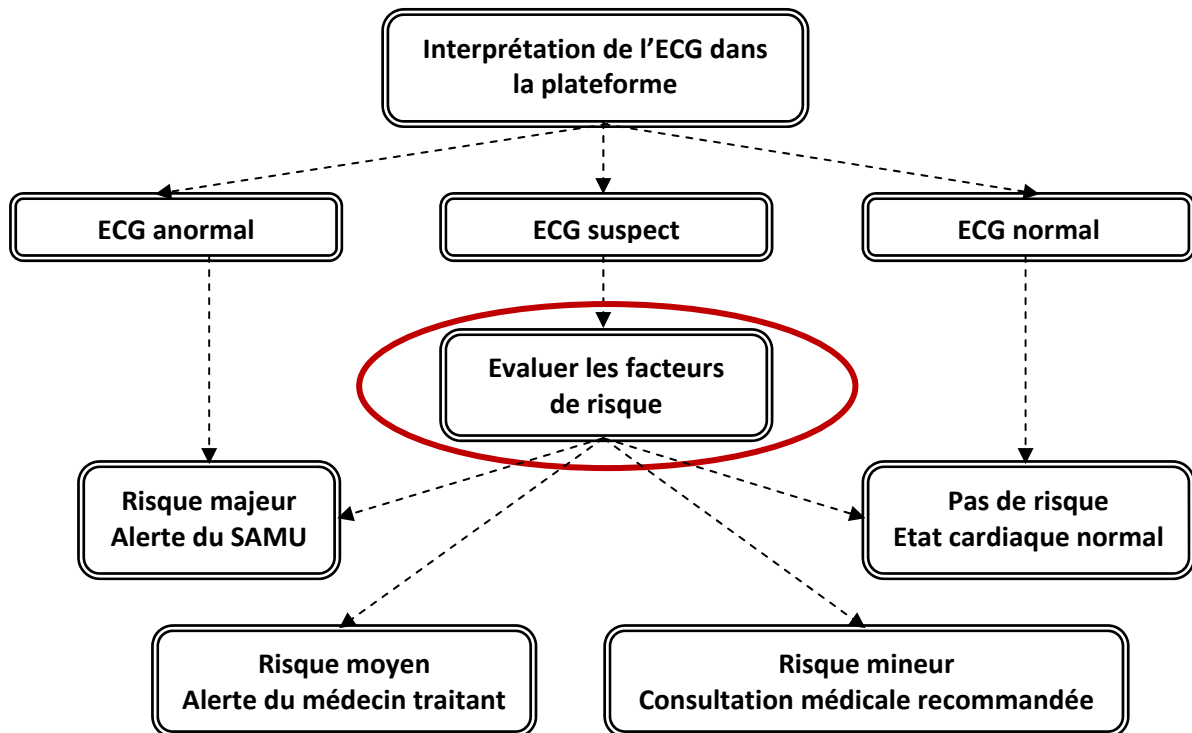 Interprétation de l’ECG dans
la plateforme
ECG anormal
ECG suspect
ECG normal
Evaluer les facteurs
de risque
Risque majeur
Alerte du SAMU
Pas de risque
Etat cardiaque normal
Risque moyen
Alerte du médecin traitant
Risque mineur
Consultation médicale recommandée